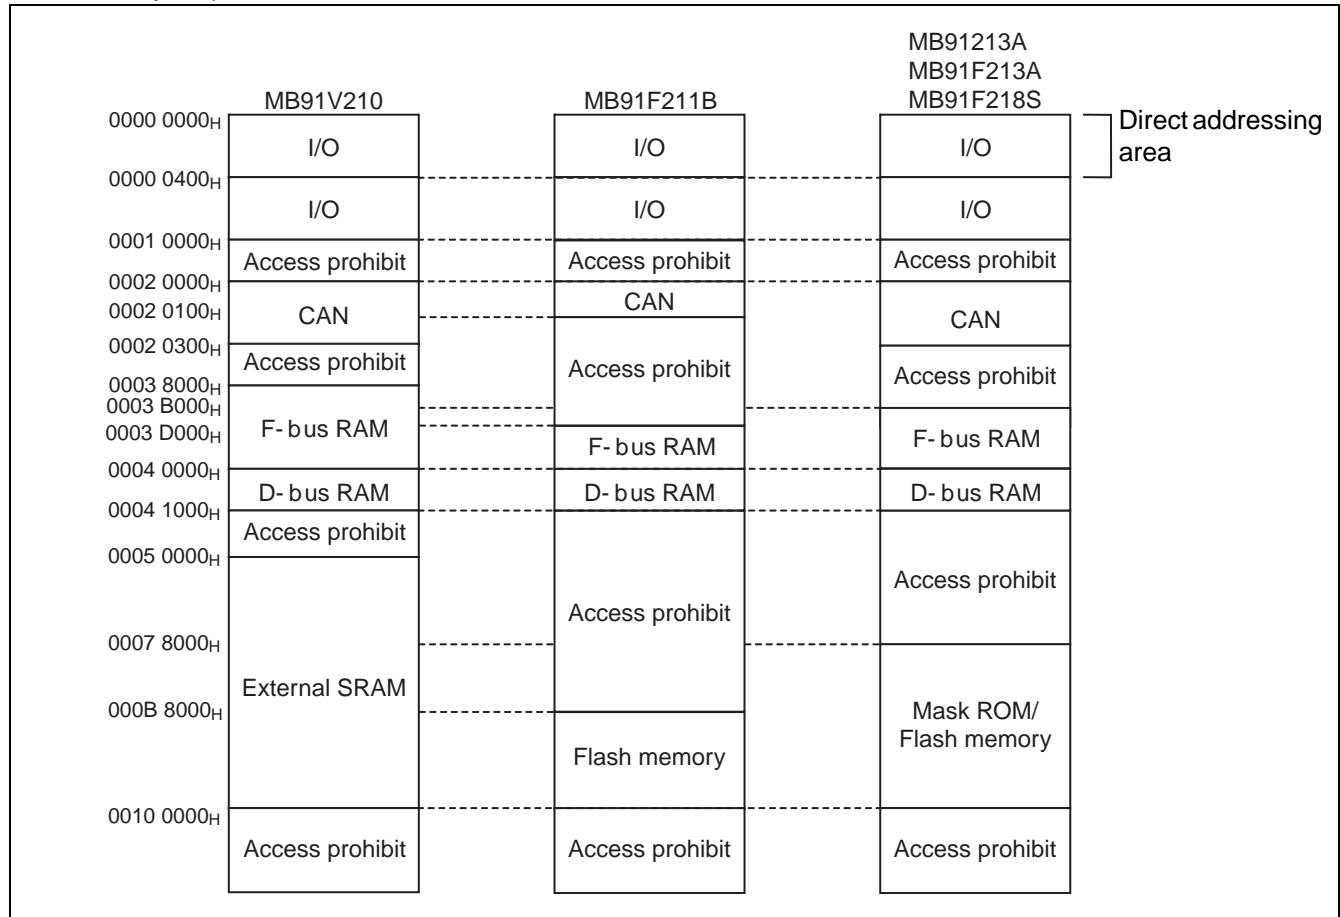 MB91213A
MB91F213A
MB91V210 MB91F211B MB91F218S
0000 0000H
I/O I/O I/O
Direct addressing
area
0000 0400H
I/O I/O I/O
0001 0000H
Access prohibit Access prohibit Access prohibit
0002 0000H
CAN CAN CAN
0002 0100H
0002 0300H
Access prohibit Access prohibit Access prohibit
0003 8000H
0003 B000H
F-bus RAM F-bus RAM F-bus RAM
0003 D000H
0004 0000H
D-bus RAM D-bus RAM D-bus RAM
0004 1000H
Access prohibit Access prohibit Access prohibit
0005 0000H
0007 8000H
External SRAM
000B 8000H
Mask ROM/
Flash memory
Flash memory
0010 0000H
Access prohibit Access prohibit Access prohibit